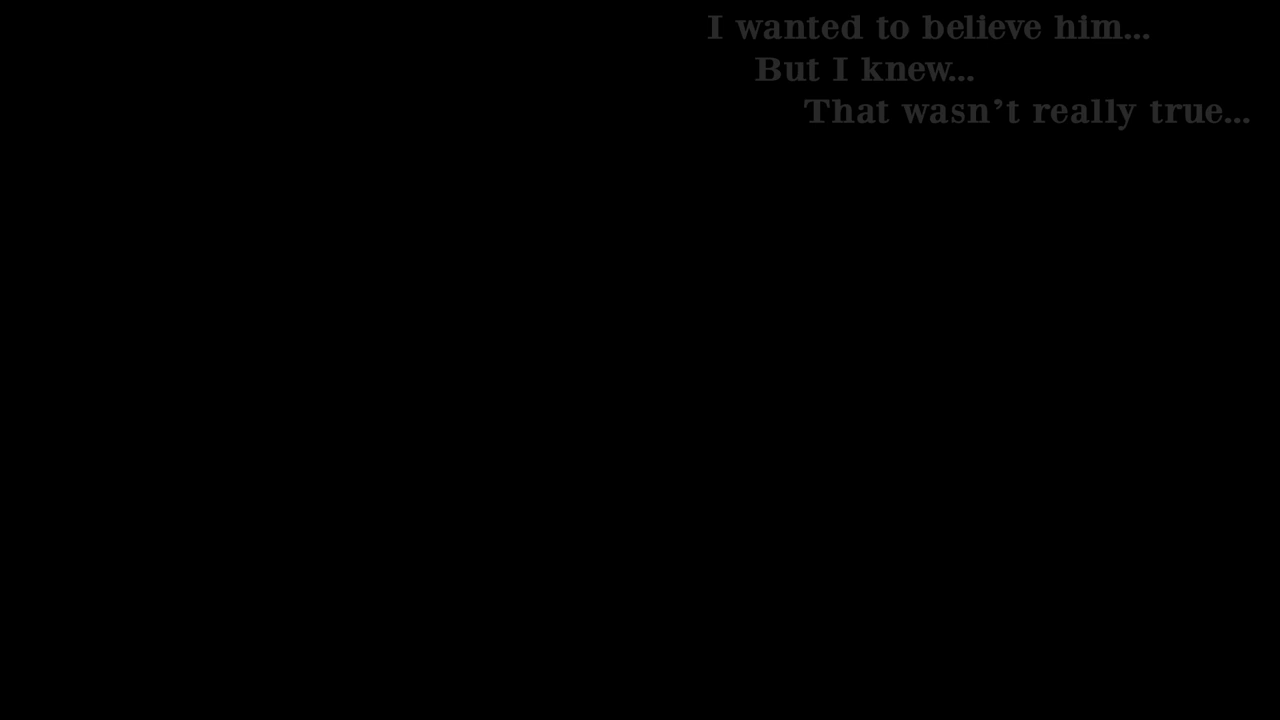 I wanted to believe him...
But I knew...
That wasn’t really true...